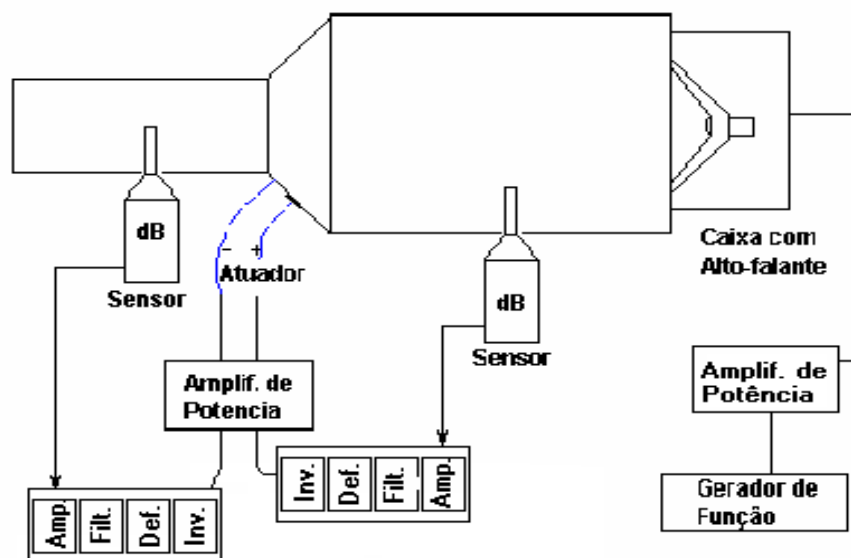 dB
Sensor
- +
Atuador
dB
Sensor
Caixa com
Alto-falante
Amplif. de
Potencia
Amplif. de
Potência
Gerador de
Função
Inv.
Def.
Filt.
Amp.
Amp.
Filt.
Def.
Inv.